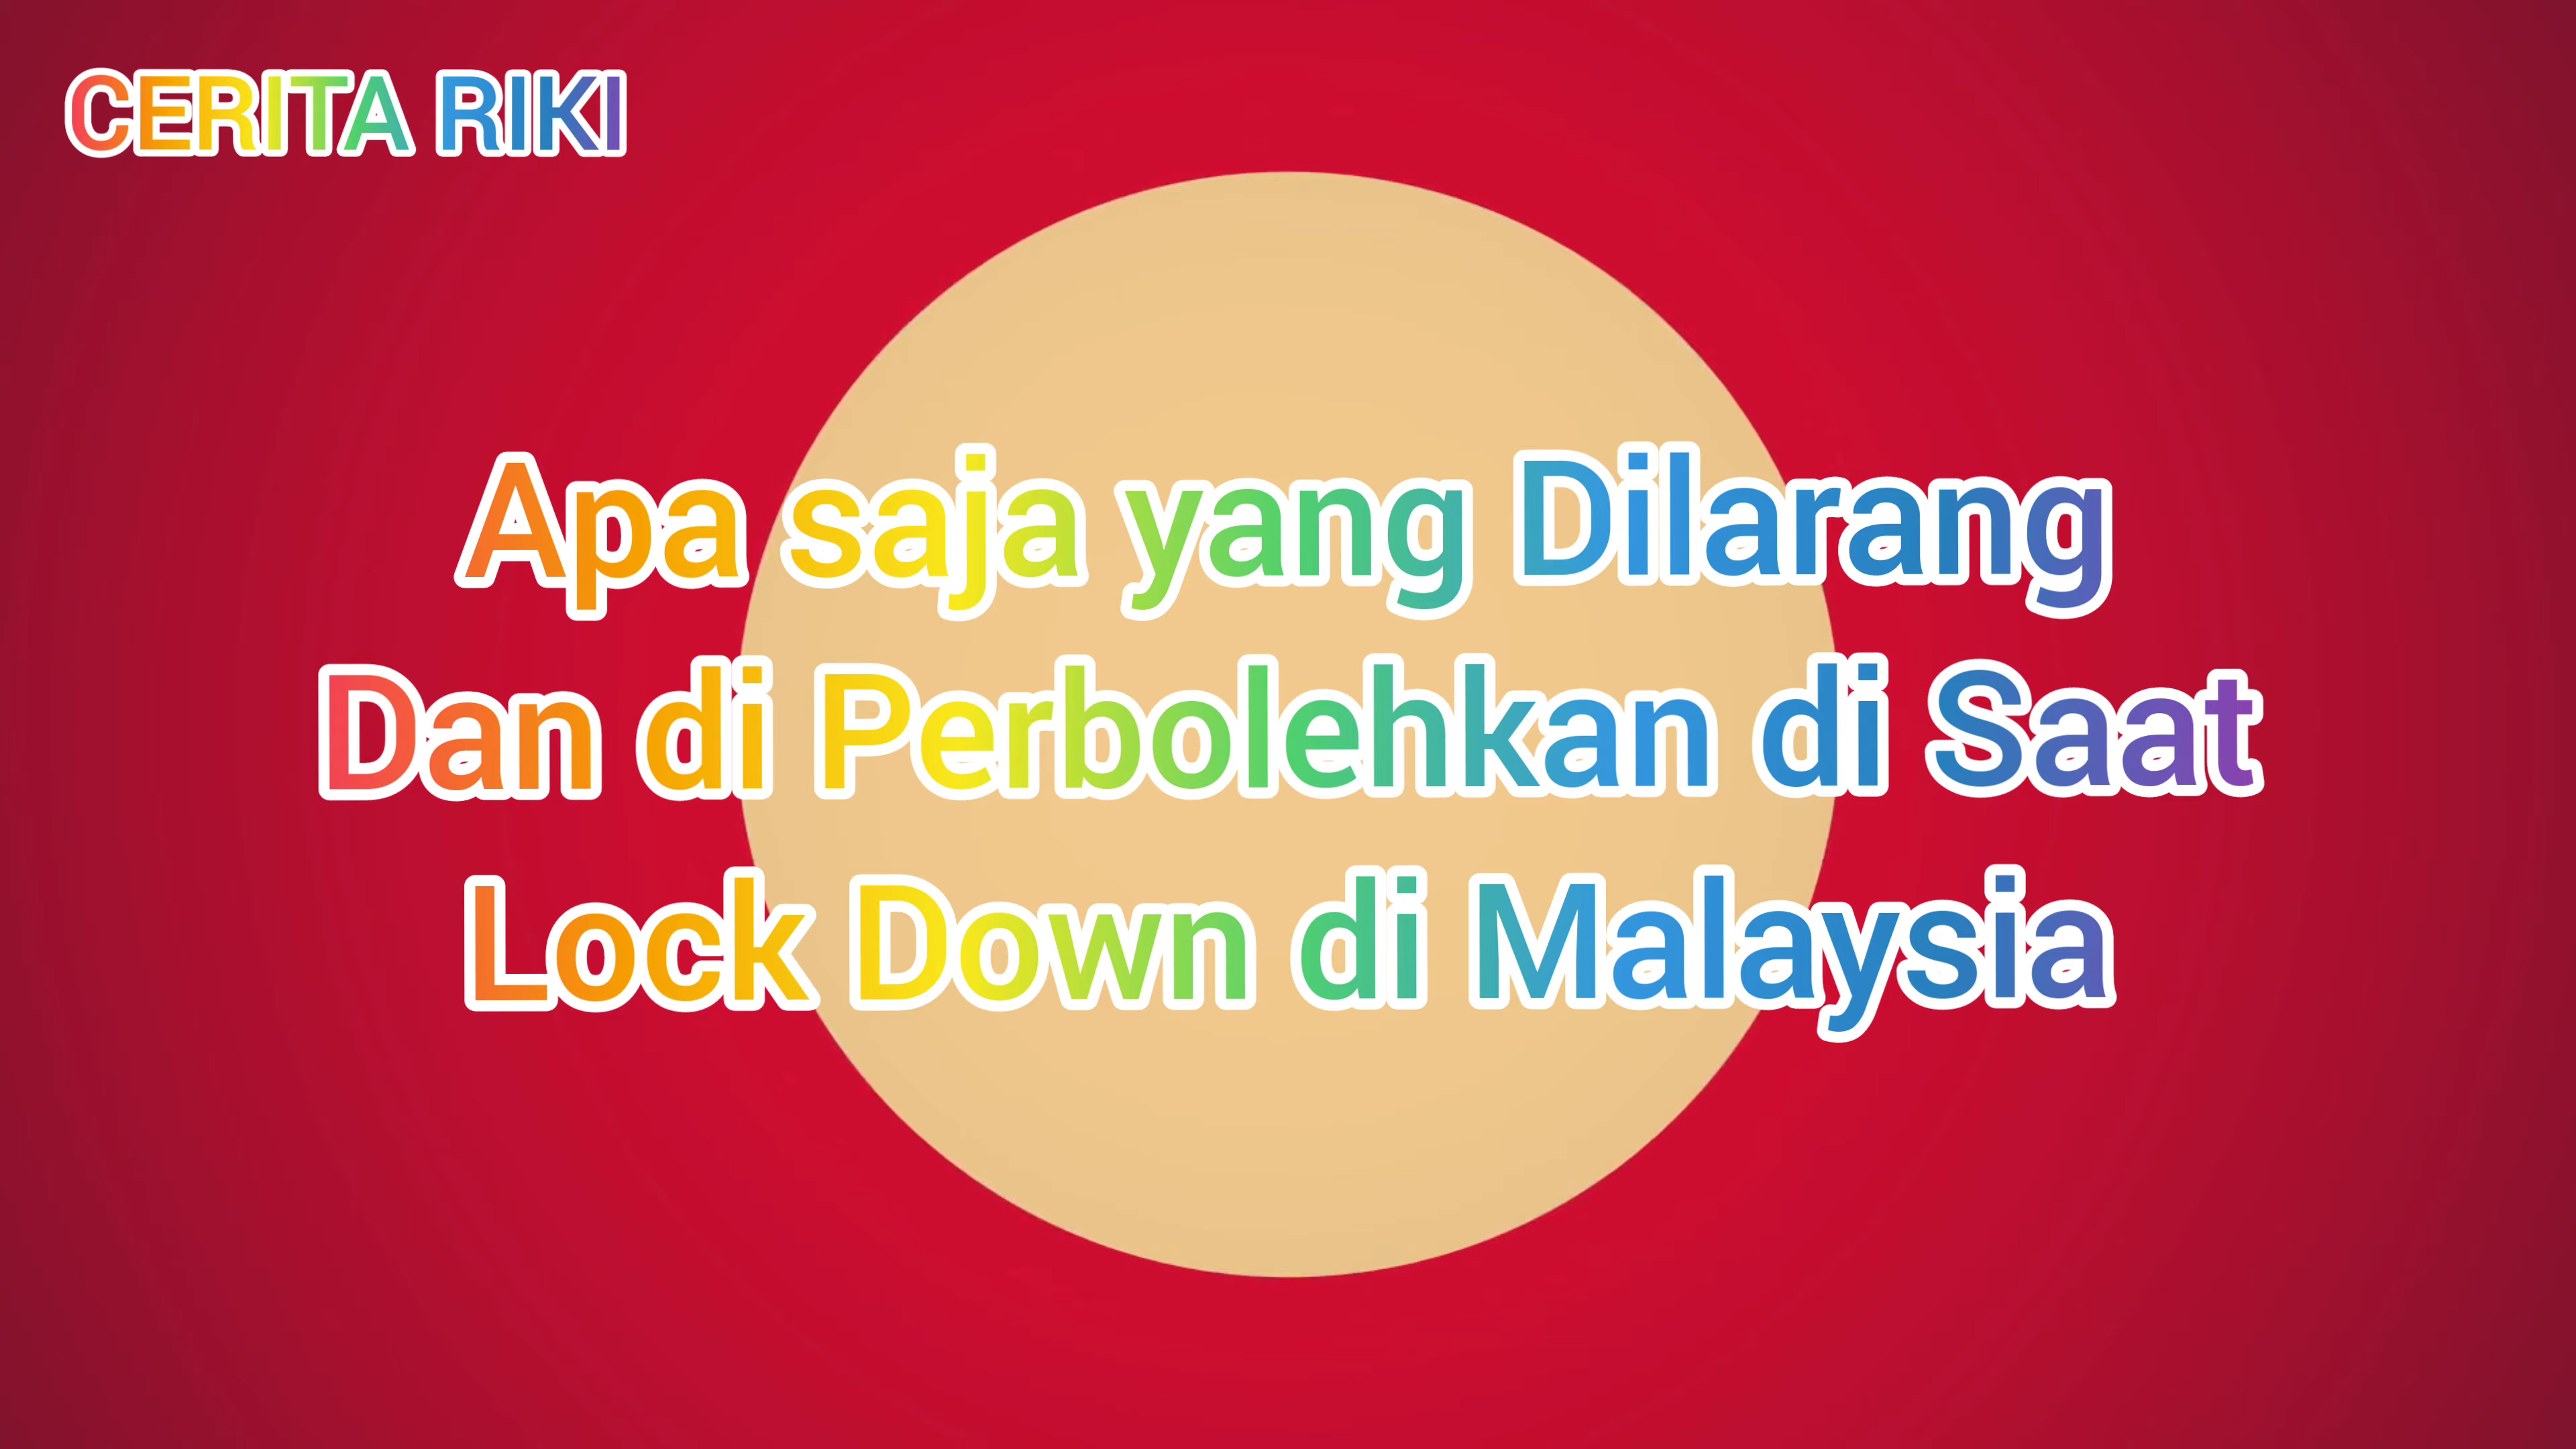 CERITA RIKI
Apa saja yang Dilarang
Dan di Perbolehkan di Saat
Lock Down di Malaysia